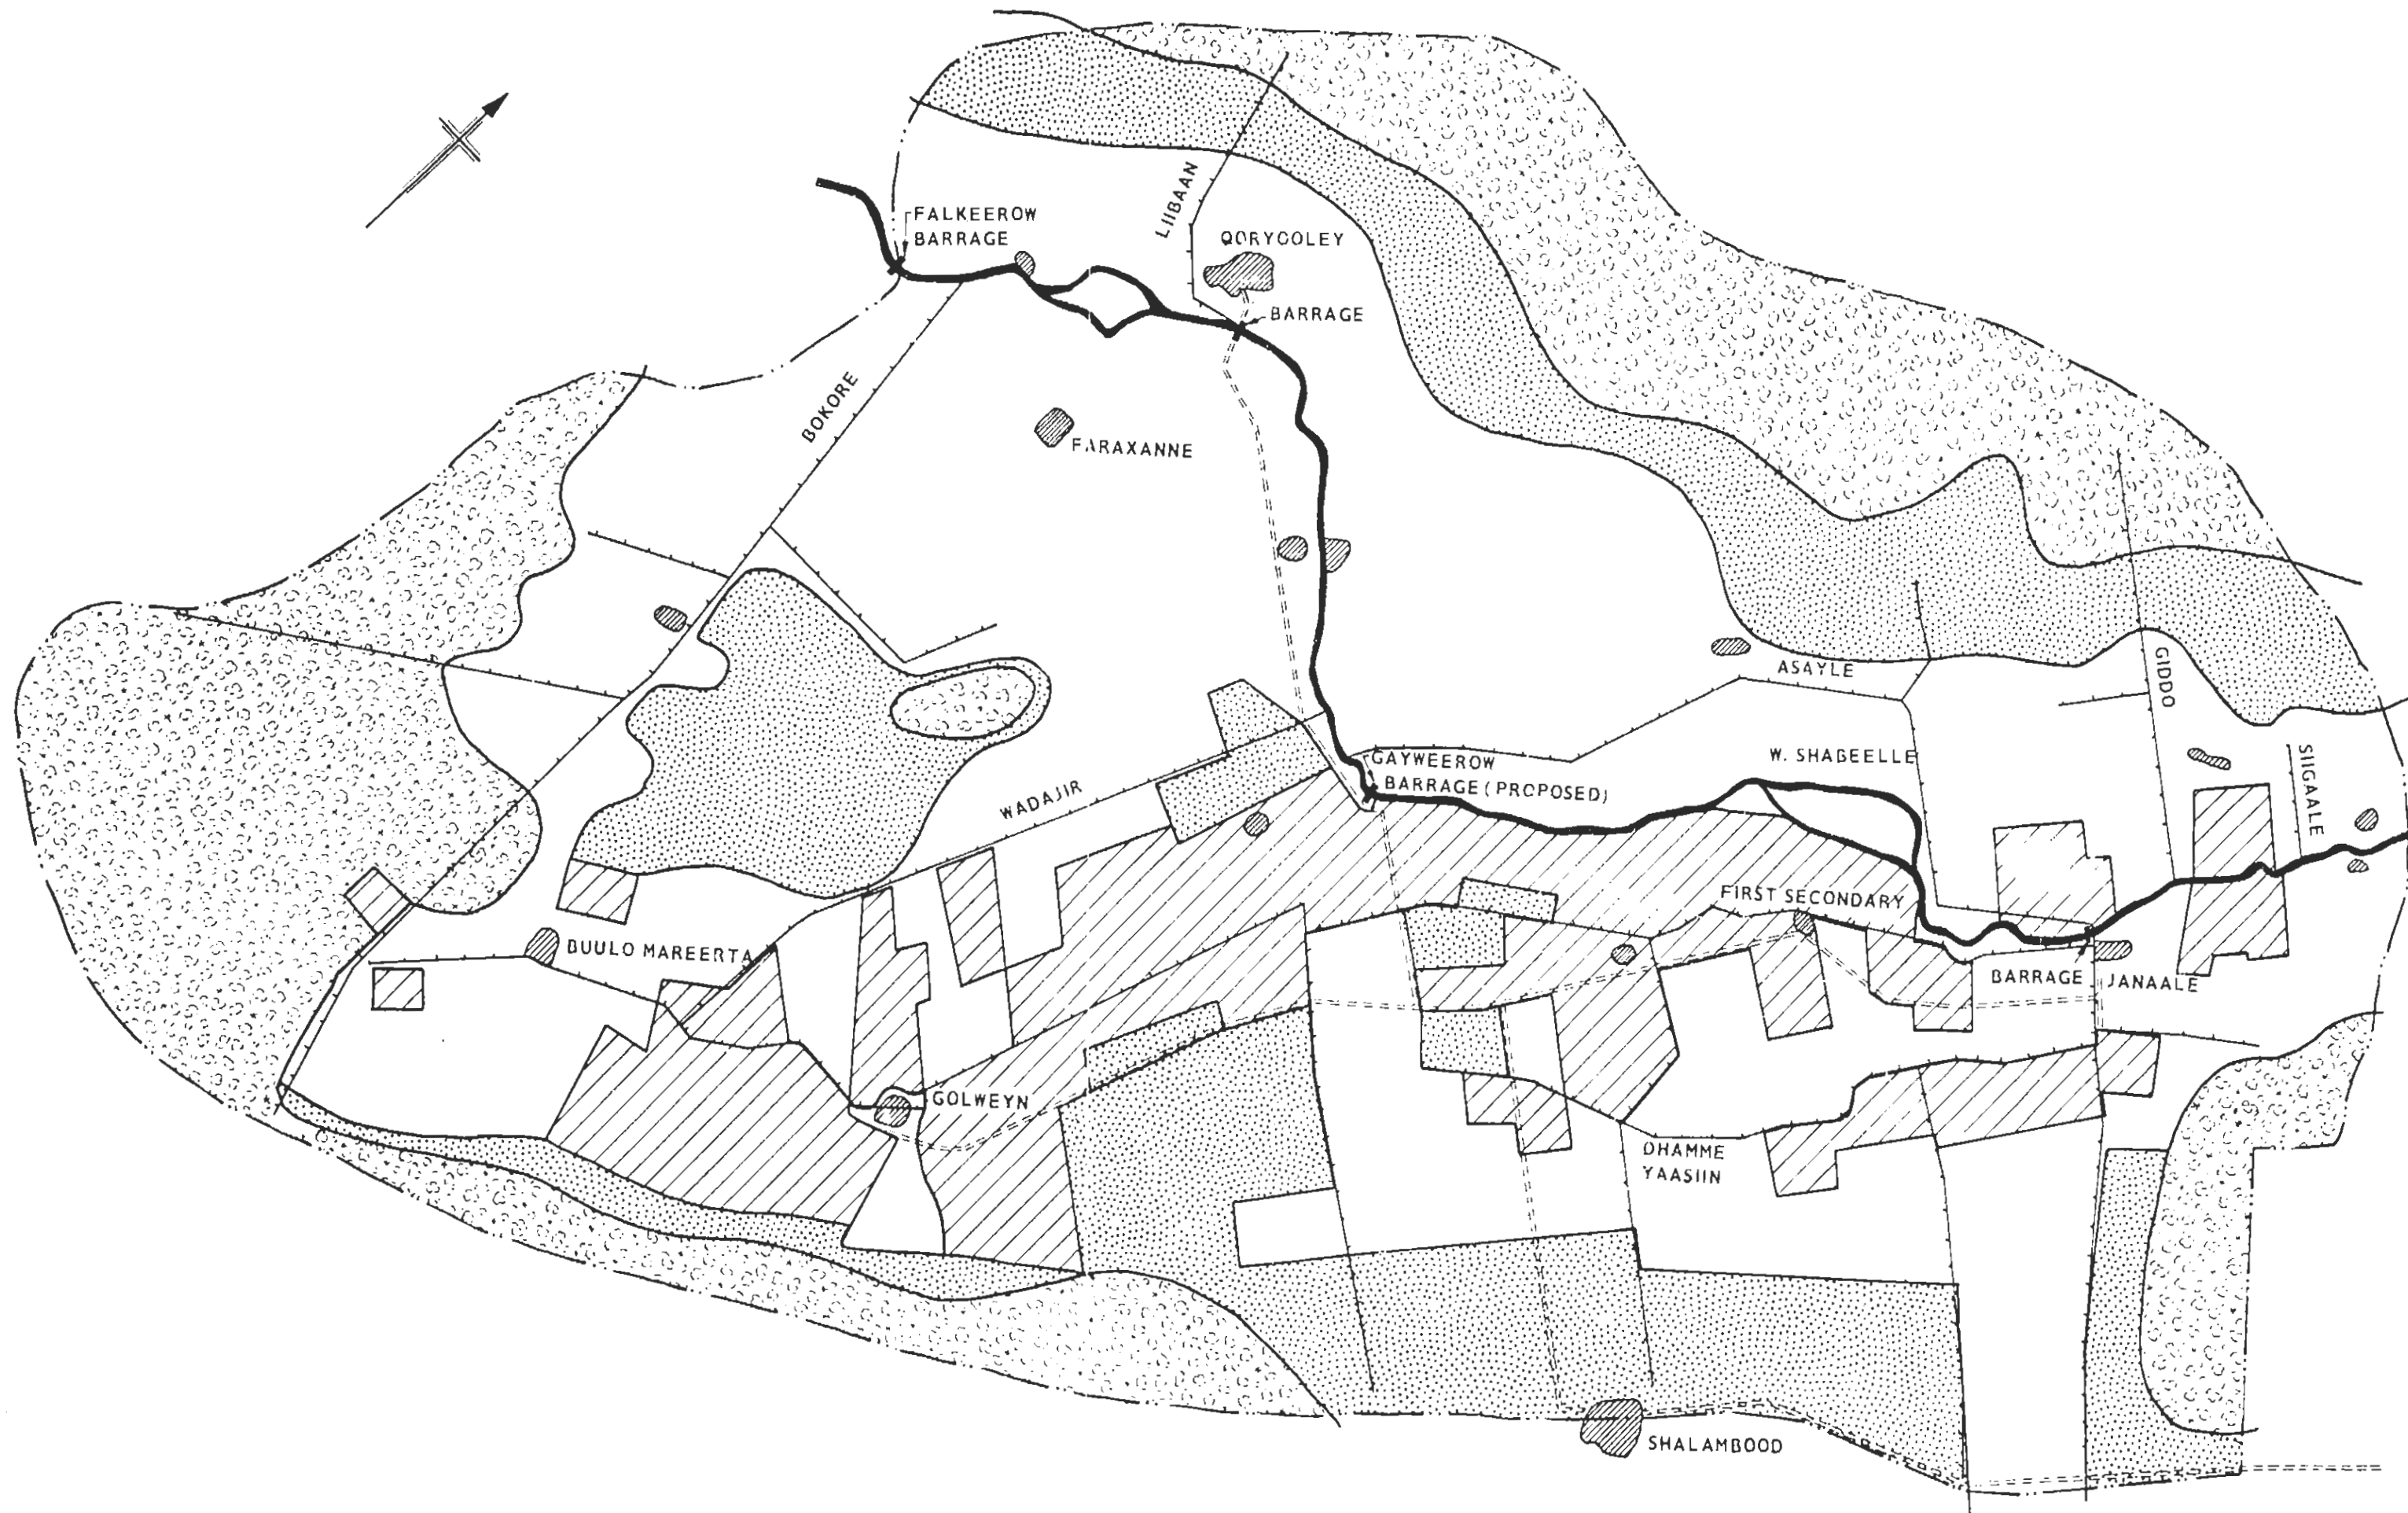 LIIBAAN
FALKEEROW
BARRAGE
QORYOOLEY
BARRAGE
BOKORE
FARAXANNE
ASAYLE
GIDDO
GAYWEEROW
BARRAGE (PROPOSED)
W. SHABEELLE
SIIGAALE
WADAJIR
FIRST SECONDARY
BUULO MAREERTA
BARRAGE
JANAALE
GOLWEYN
DHAMME
YAASIIN
SHALAMBOOD